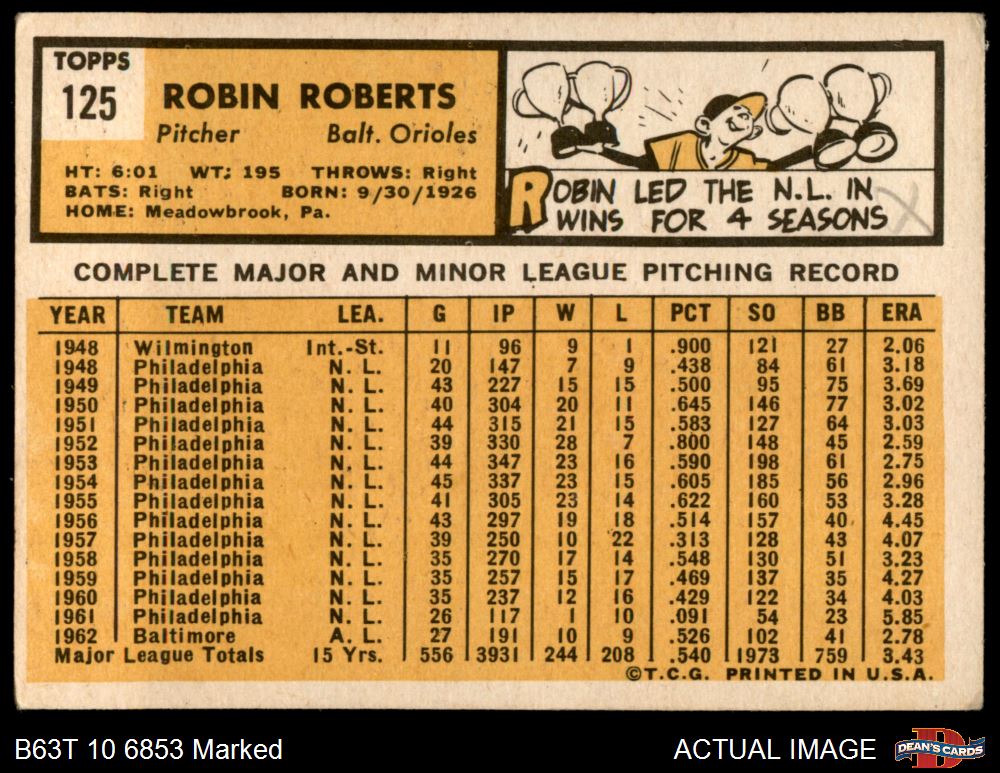 TOPPS
125
ROBIN ROBERTS
Pitcher Balt. Orioles
HT: 6:01 WT: 195 THROWS: Right
BATS: Right BORN: 9/30/1926
HOME: Meadowbrook, Pa.
ROBIN LED THE N.L. IN
WINS FOR 4 SEASONS
X
COMPLETE MAJOR AND MINOR LEAGUE PITCHING RECORD
YEAR TEAM LEA. G IP W L PCT SO BB ERA
1948 Wilmington Int.-St. 11 96 9 1 .900 121 27 2.06
1948 Philadelphia N. L. 20 147 7 9 .438 84 61 3.18
1949 Philadelphia N. L. 43 227 15 15 .500 95 75 3.69
1950 Philadelphia N. L. 40 304 20 11 .645 146 77 3.02
1951 Philadelphia N. L. 44 315 21 15 .583 127 64 3.03
1952 Philadelphia N. L. 39 330 28 7 .800 148 45 2.59
1953 Philadelphia N. L. 44 347 23 16 .590 198 61 2.75
1954 Philadelphia N. L. 45 337 23 15 .605 185 56 2.96
1955 Philadelphia N. L. 41 305 23 14 .622 160 53 3.28
1956 Philadelphia N. L. 43 297 19 18 .514 157 40 4.45
1957 Philadelphia N. L. 39 250 10 22 .313 128 43 4.07
1958 Philadelphia N. L. 35 270 17 14 .548 130 51 3.23
1959 Philadelphia N. L. 35 257 15 17 .469 137 35 4.27
1960 Philadelphia N. L. 35 237 12 16 .429 122 34 4.03
1961 Philadelphia N. L. 26 117 1 10 .091 54 23 5.85
1962 Baltimore A. L. 27 191 10 9 .526 102 41 2.78
Major League Totals 15 Yrs. 556 3931 244 208 .540 1973 759 3.43
©T.C.G. PRINTED IN U.S.A.
B63T 10 6853 Marked ACTUAL IMAGE
D
DEAN'S CARDS